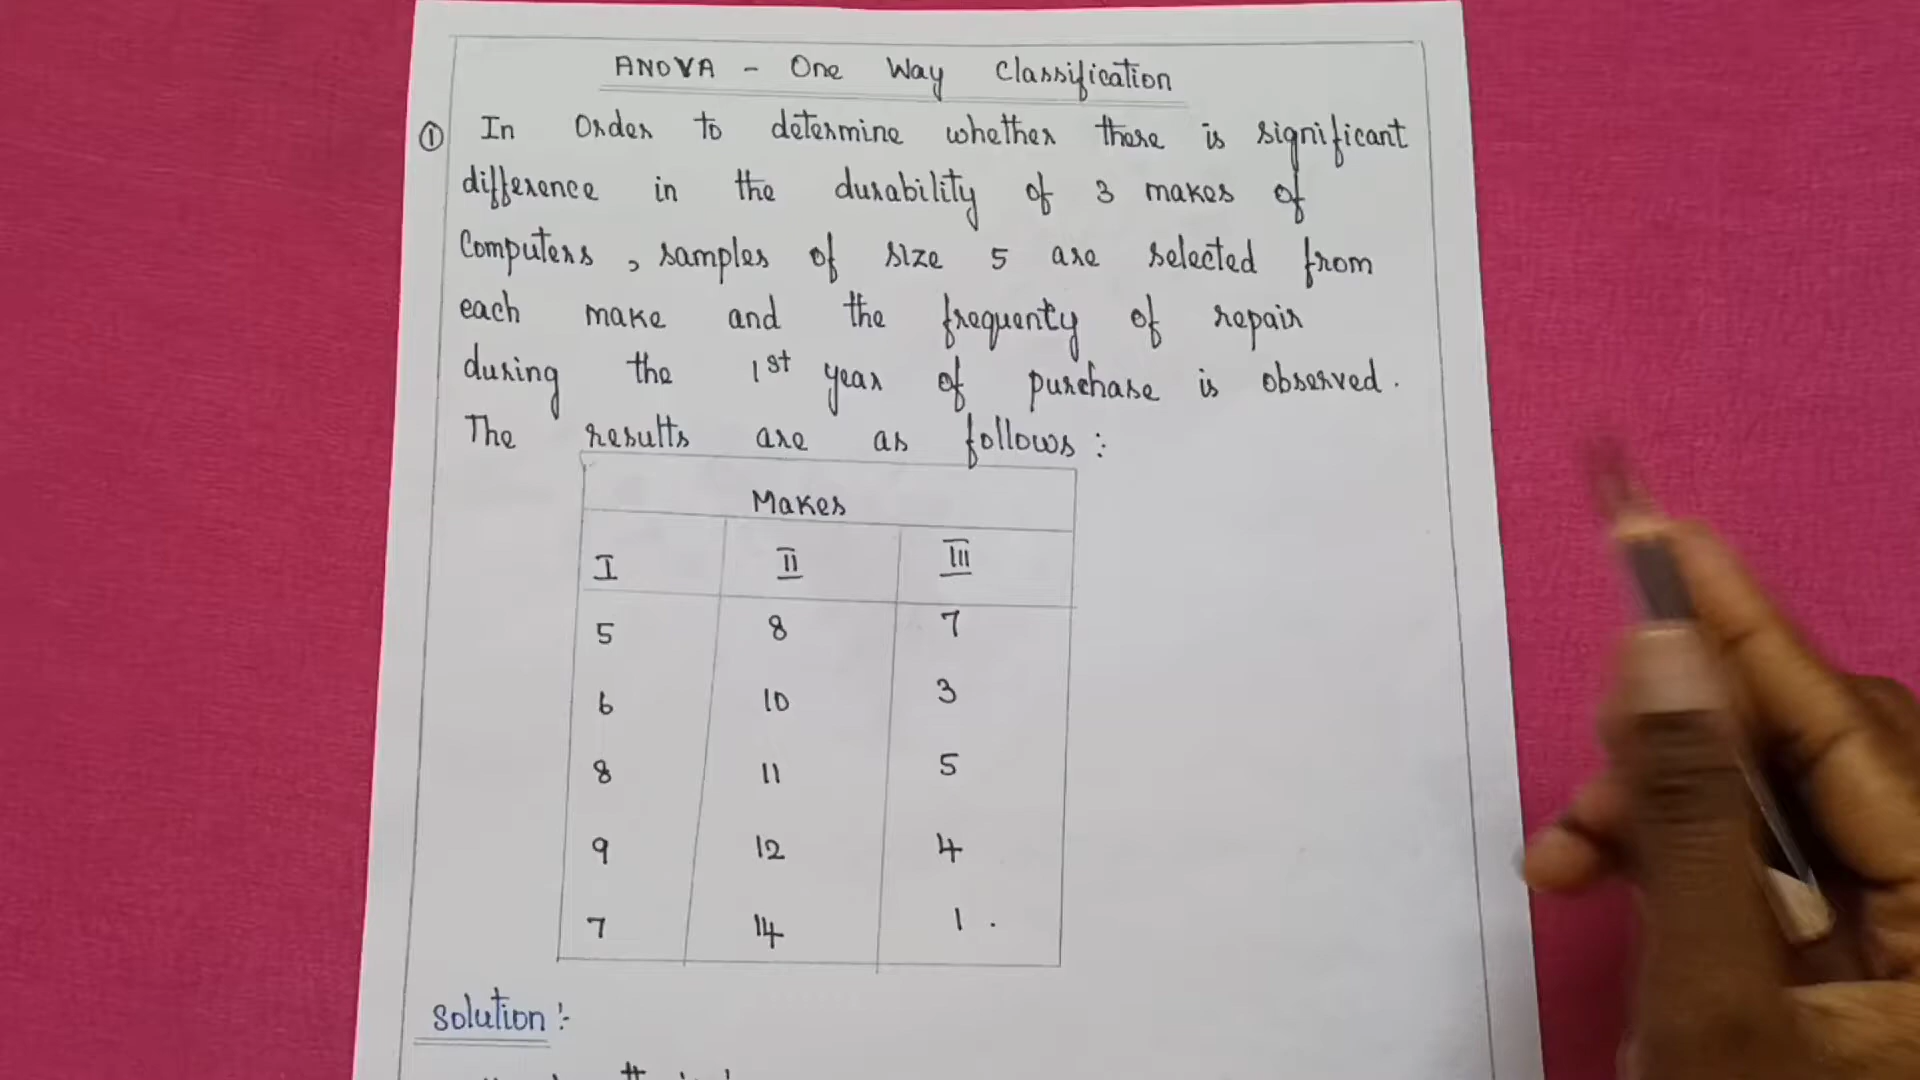 ANOVA - One Way Classification
① In Order to determine whether there is significant
difference in the durability of 3 makes of
Computers, samples of size 5 are selected from
each make and the frequenty of repair
during the 1st year of purchase is observed.
The results are as follows:
Makes
I II III
5 8 7
6 10 3
8 11 5
9 12 4
7 14 1.
Solution:-